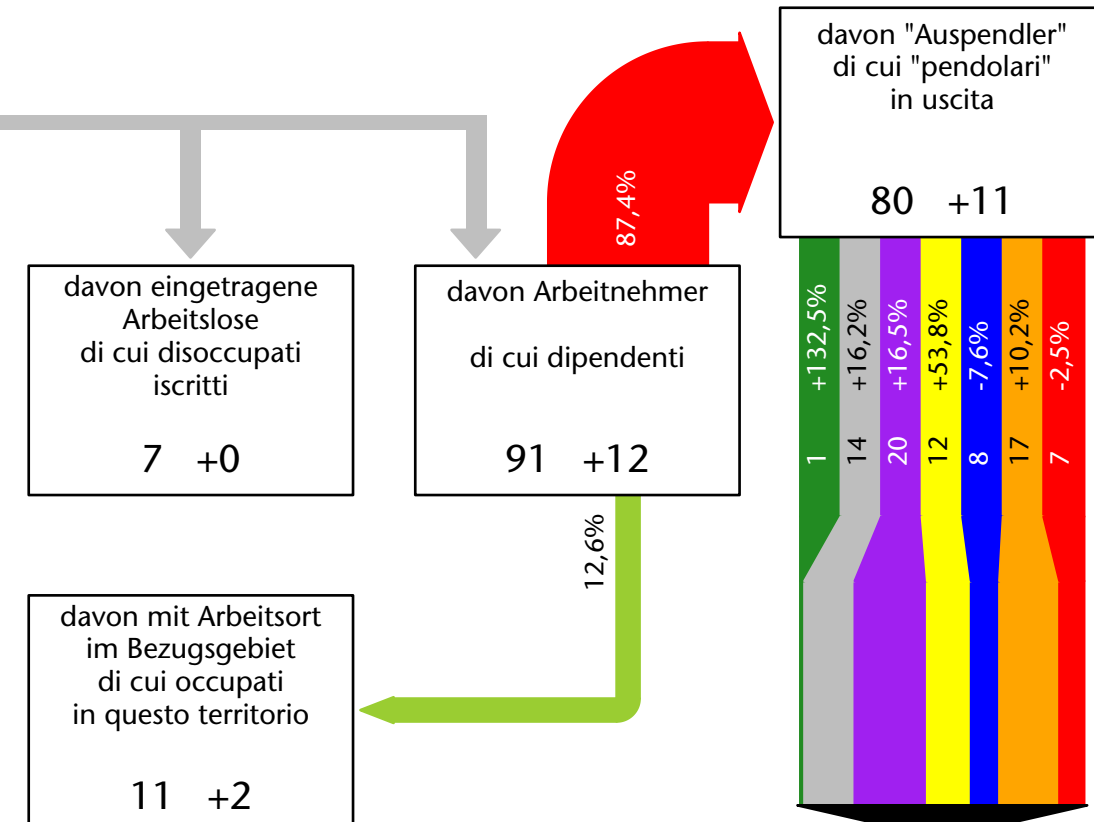 davon "Auspendler"
di cui "pendolari"
in uscita
80 +11
87,4%
davon eingetragene
Arbeitslose
di cui disoccupati
iscritti
7 +0
davon Arbeitnehmer
di cui dipendenti
91 +12
1 +132,5%
14 +16,2%
20 +16,5%
12 +53,8%
8 -7,6%
17 +10,2%
7 -2,5%
12,6%
davon mit Arbeitsort
im Bezugsgebiet
di cui occupati
in questo territorio
11 +2